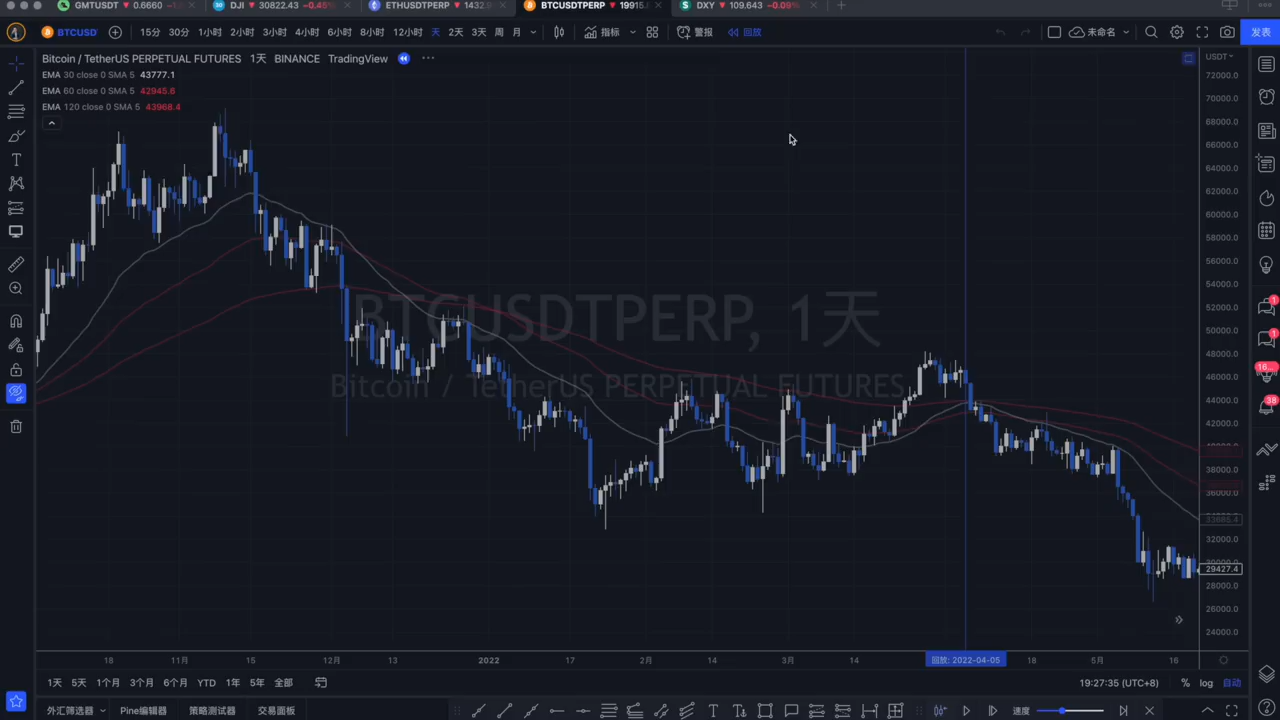 GMTUSDT 0.6660
DJI 30822.43 -0.45%
ETHUSDTPERP 1432.9
BTCUSDTPERP 19915.
DXY 109.643 -0.09%
BTCUSD 15分 30分 1小时 2小时 3小时 4小时 6小时 8小时 12小时 天 2天 3天 周 月 指标 警报 回放 未命名 发表
Bitcoin / TetherUS PERPETUAL FUTURES 1天 BINANCE TradingView
EMA 30 close 0 SMA 5 43777.1
EMA 60 close 0 SMA 5 42945.6
EMA 120 close 0 SMA 5 43968.4
BTCUSDTPERP, 1天
Bitcoin / TetherUS PERPETUAL FUTURES
USDT
72000.0
70000.0
68000.0
66000.0
64000.0
62000.0
60000.0
58000.0
56000.0
54000.0
52000.0
50000.0
48000.0
46000.0
44000.0
42000.0
40000.0
38000.0
36000.0
33665.4
32000.0
30000.0
29427.4
28000.0
26000.0
24000.0
1
1
16...
38
18 11月 15 12月 13 2022 17 2月 14 3月 14 回放: 2022-04-05 18 5月 16
1天 5天 1个月 3个月 6个月 YTD 1年 5年 全部 19:27:35 (UTC+8) % log 自动
外汇筛选器 Pine编辑器 策略测试器 交易面板 速度